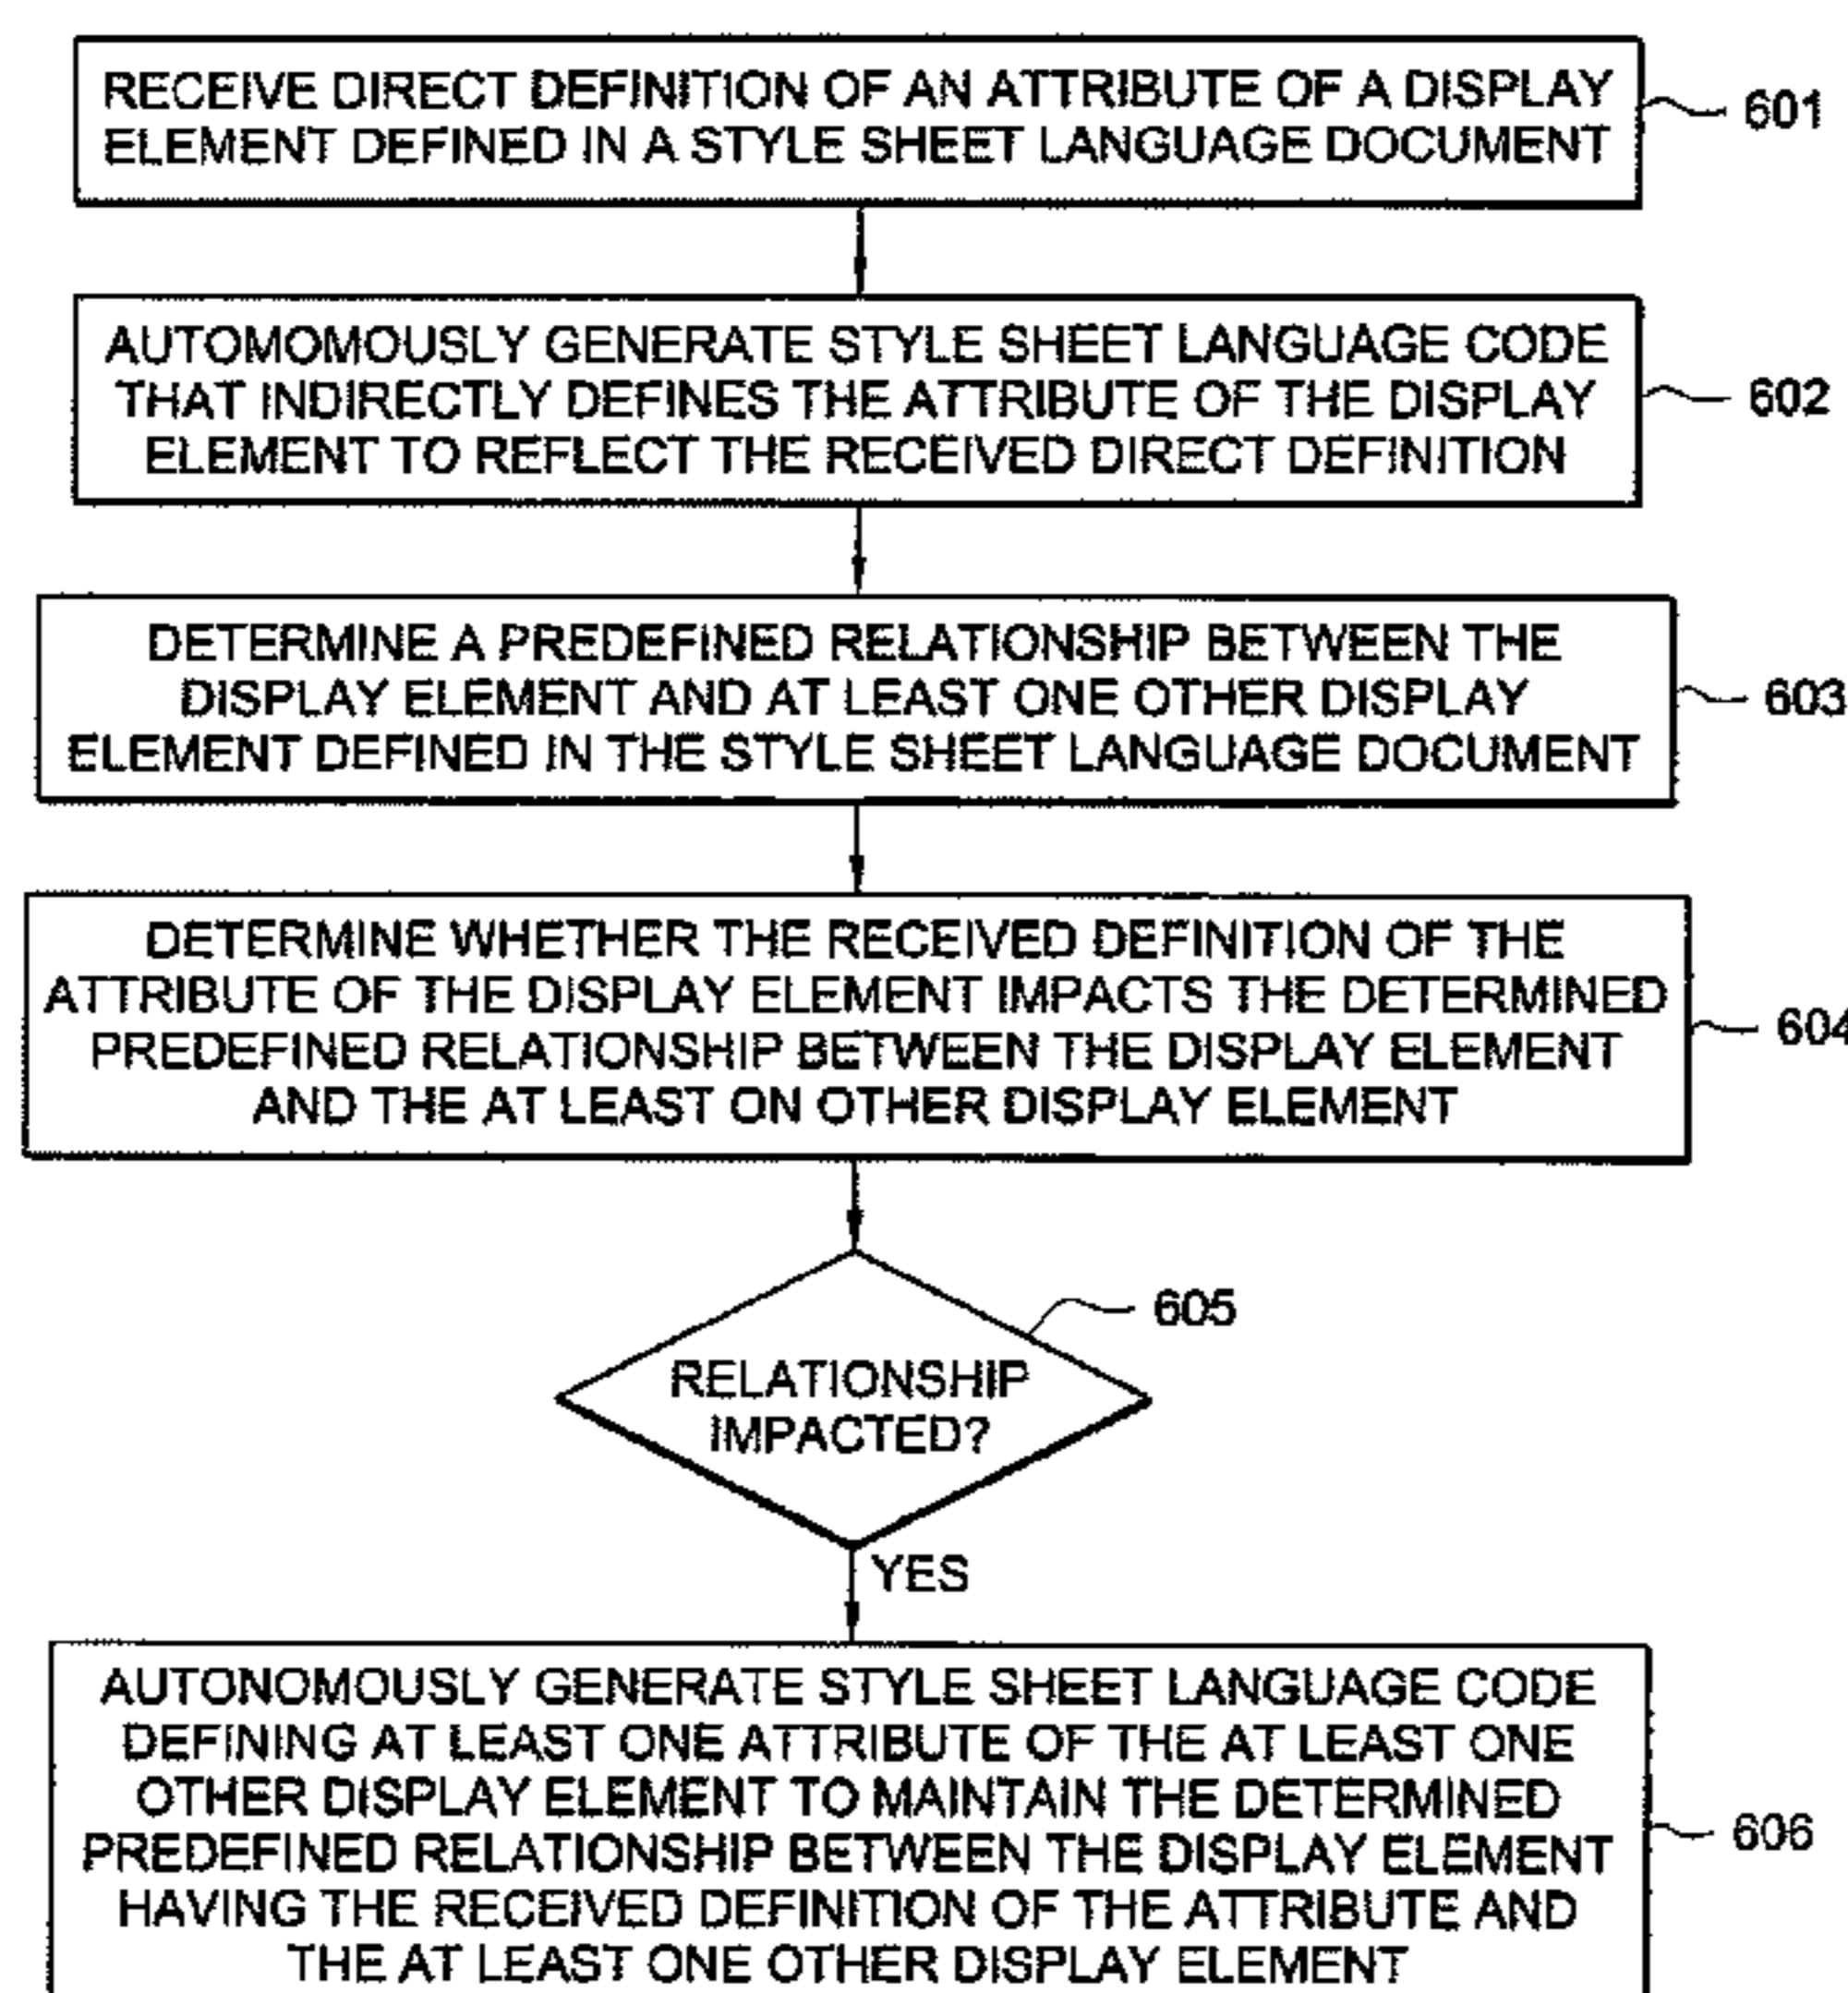 RECEIVE DIRECT DEFINITION OF AN ATTRIBUTE OF A DISPLAY
ELEMENT DEFINED IN A STYLE SHEET LANGUAGE DOCUMENT
601
AUTOMOMOUSLY GENERATE STYLE SHEET LANGUAGE CODE
THAT INDIRECTLY DEFINES THE ATTRIBUTE OF THE DISPLAY
ELEMENT TO REFLECT THE RECEIVED DIRECT DEFINITION
602
DETERMINE A PREDEFINED RELATIONSHIP BETWEEN THE
DISPLAY ELEMENT AND AT LEAST ONE OTHER DISPLAY
ELEMENT DEFINED IN THE STYLE SHEET LANGUAGE DOCUMENT
603
DETERMINE WHETHER THE RECEIVED DEFINITION OF THE
ATTRIBUTE OF THE DISPLAY ELEMENT IMPACTS THE DETERMINED
PREDEFINED RELATIONSHIP BETWEEN THE DISPLAY ELEMENT
AND THE AT LEAST ON OTHER DISPLAY ELEMENT
604
605
RELATIONSHIP
IMPACTED?
YES
AUTONOMOUSLY GENERATE STYLE SHEET LANGUAGE CODE
DEFINING AT LEAST ONE ATTRIBUTE OF THE AT LEAST ONE
OTHER DISPLAY ELEMENT TO MAINTAIN THE DETERMINED
PREDEFINED RELATIONSHIP BETWEEN THE DISPLAY ELEMENT
HAVING THE RECEIVED DEFINITION OF THE ATTRIBUTE AND
THE AT LEAST ONE OTHER DISPLAY ELEMENT
606